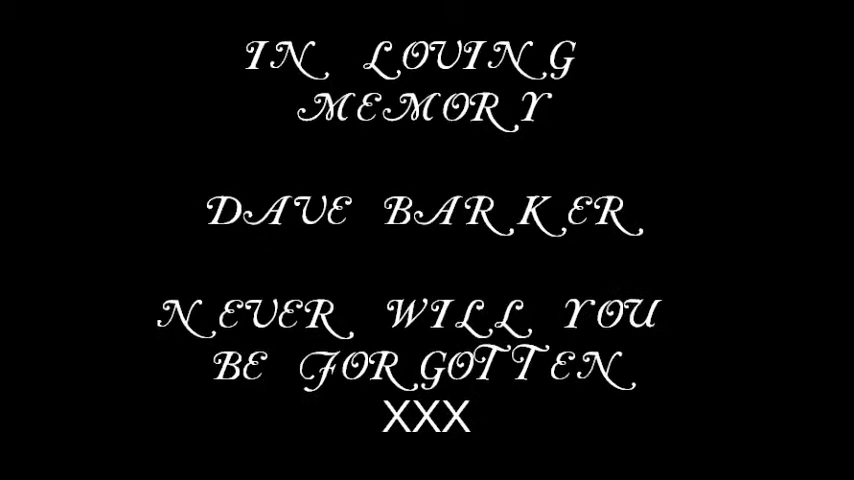 IN LOVING
MEMORY
DAVE BARKER
NEVER WILL YOU
BE FORGOTTEN
XXX